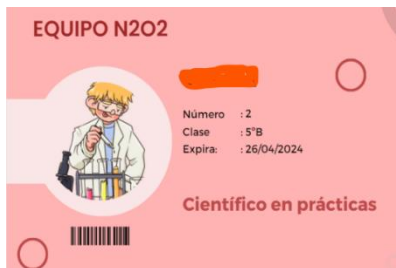 EQUIPO N2O2
Número : 2
Clase : 5°B
Expira: : 26/04/2024
Científico en prácticas